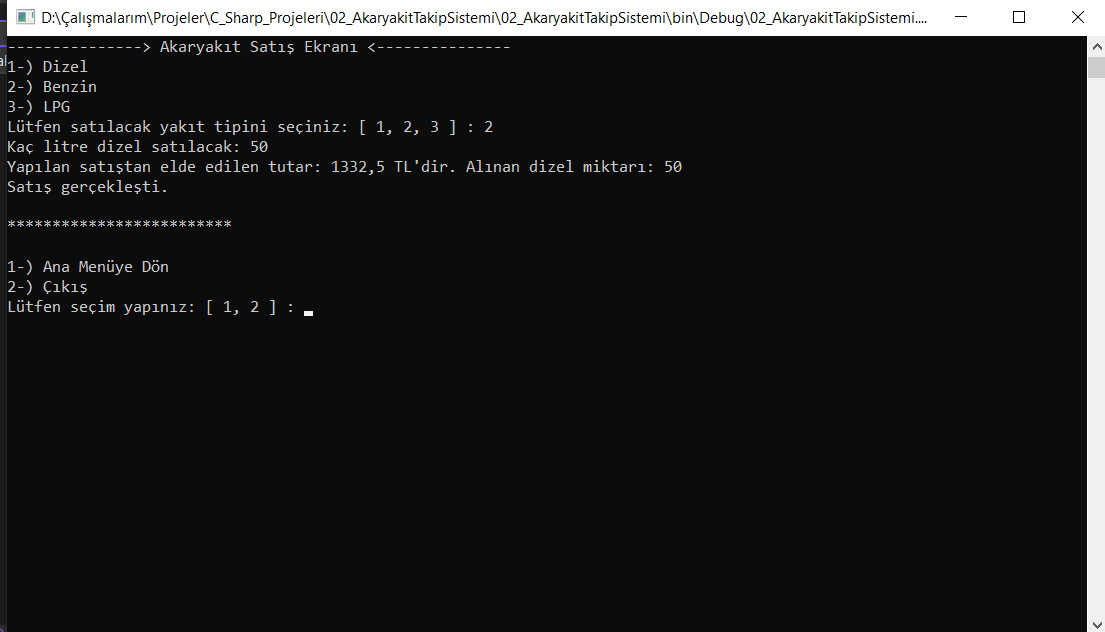 D:\Çalışmalarım\Projeler\C_Sharp_Projeleri\02_AkaryakitTakipSistemi\02_AkaryakitTakipSistemi\bin\Debug\02_AkaryakitTakipSistemi....
---------------> Akaryakıt Satış Ekranı <---------------
1-) Dizel
2-) Benzin
3-) LPG
Lütfen satılacak yakıt tipini seçiniz: [ 1, 2, 3 ] : 2
Kaç litre dizel satılacak: 50
Yapılan satıştan elde edilen tutar: 1332,5 TL'dir. Alınan dizel miktarı: 50
Satış gerçekleşti.
*************************
1-) Ana Menüye Dön
2-) Çıkış
Lütfen seçim yapınız: [ 1, 2 ] :